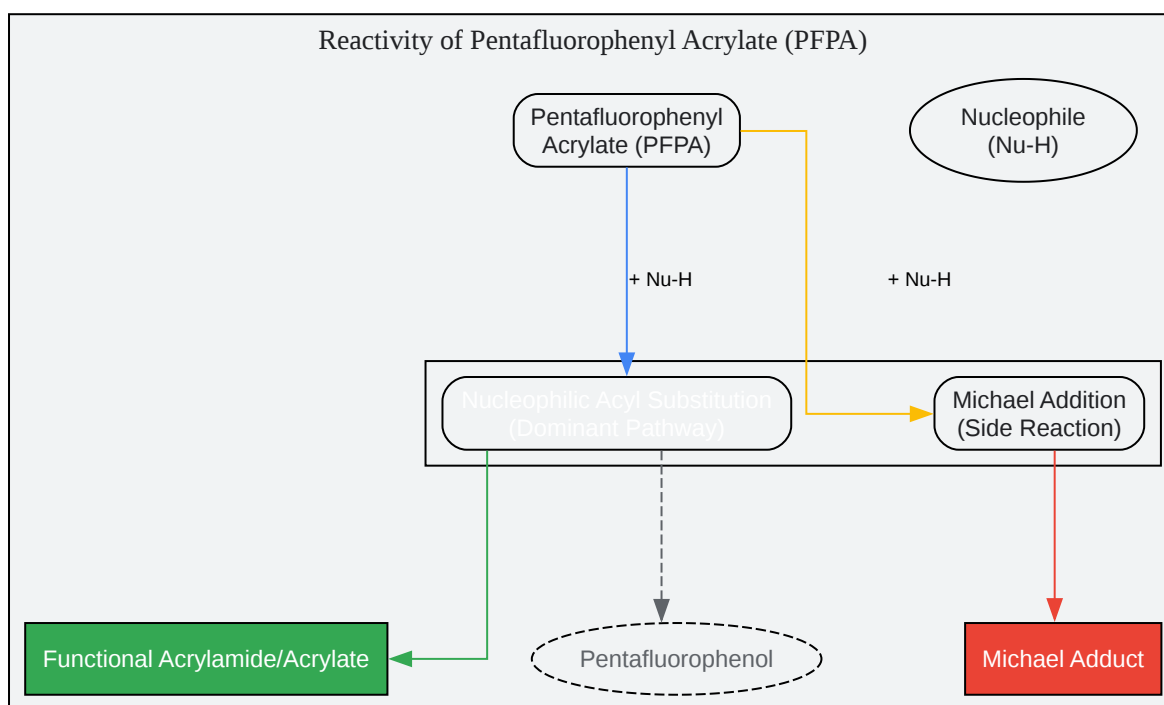 Reactivity of Pentafluorophenyl Acrylate (PFPA)
Pentafluorophenyl
Acrylate (PFPA)
Nucleophile
(Nu-H)
+ Nu-H
+ Nu-H
Nucleophilic Acyl Substitution
(Dominant Pathway)
Michael Addition
(Side Reaction)
Functional Acrylamide/Acrylate
Pentafluorophenol
Michael Adduct